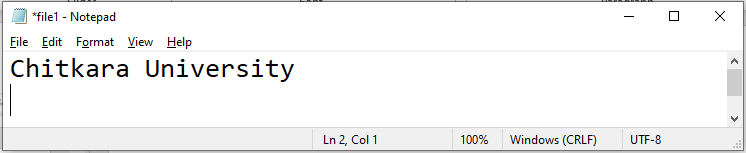 *file1 - Notepad
File Edit Format View Help
Chitkara University
Ln 2, Col 1 100% Windows (CRLF) UTF-8